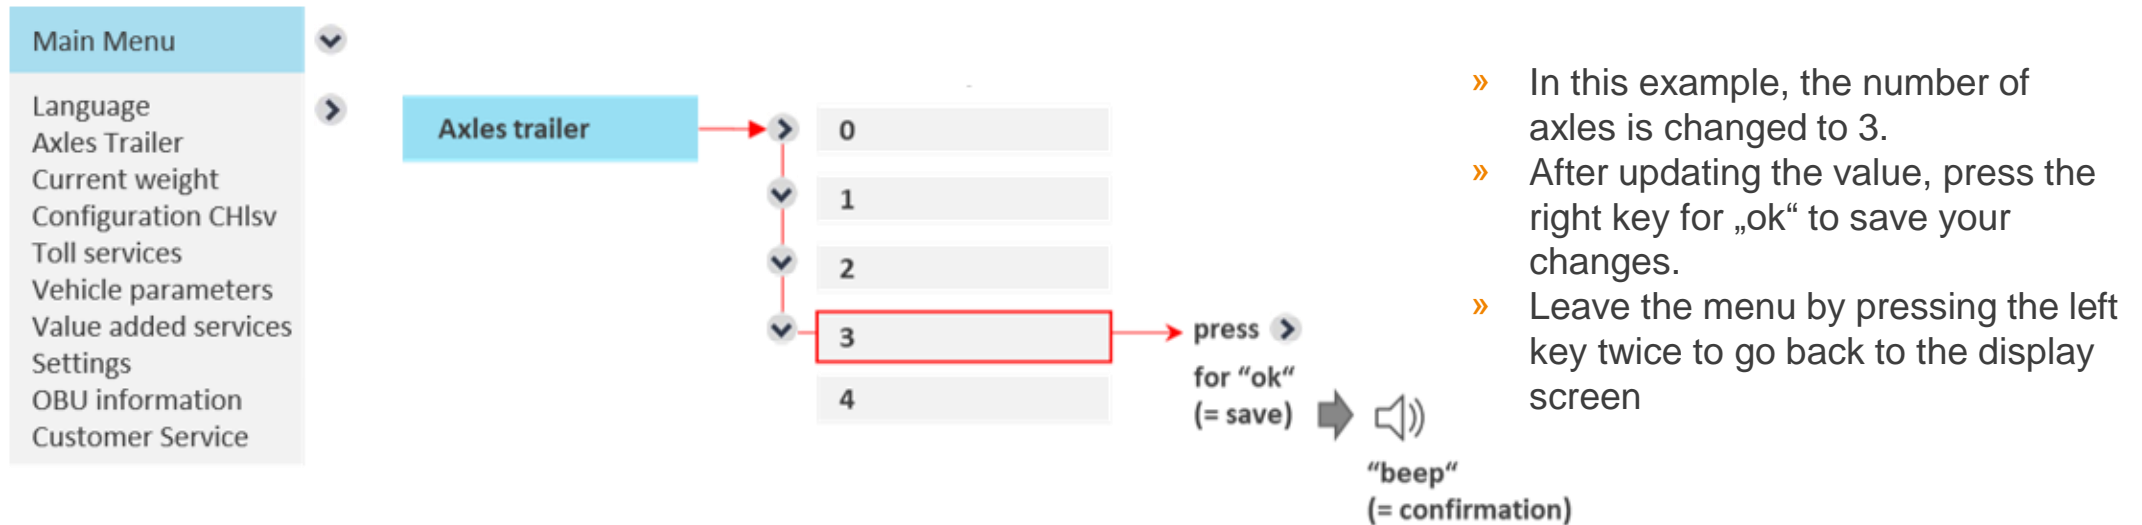 Main Menu
Language
Axles Trailer
Current weight
Configuration CHlsv
Toll services
Vehicle parameters
Value added services
Settings
OBU information
Customer Service
Axles trailer
0
1
2
3
4
press
for “ok“
(= save)
“beep“
(= confirmation)
» In this example, the number of
axles is changed to 3.
» After updating the value, press the
right key for „ok“ to save your
changes.
» Leave the menu by pressing the left
key twice to go back to the display
screen